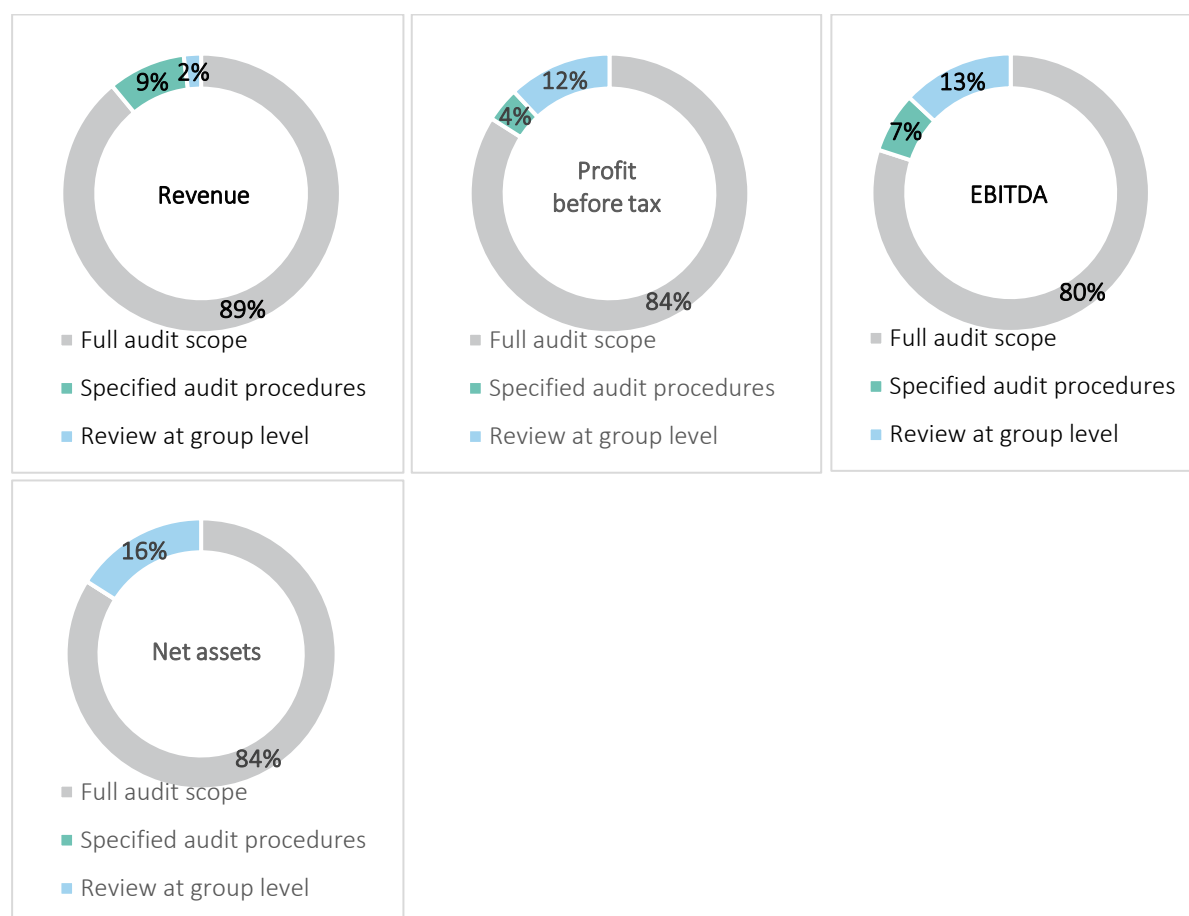 9%
2%
Revenue
89%
Full audit scope
Specified audit procedures
Review at group level
12%
4%
Profit
before tax
84%
Full audit scope
Specified audit procedures
Review at group level
13%
7%
EBITDA
80%
Full audit scope
Specified audit procedures
Review at group level
16%
Net assets
84%
Full audit scope
Specified audit procedures
Review at group level